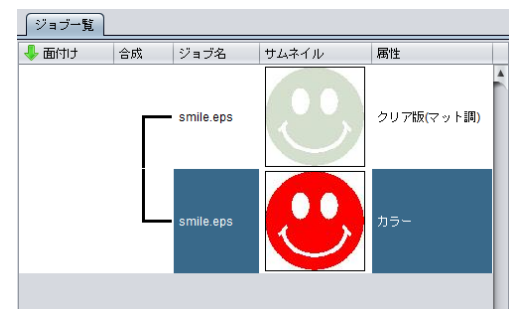 ジョブ一覧
面付け 合成 ジョブ名 サムネイル 属性
smile.eps クリア版(マット調)
smile.eps カラー